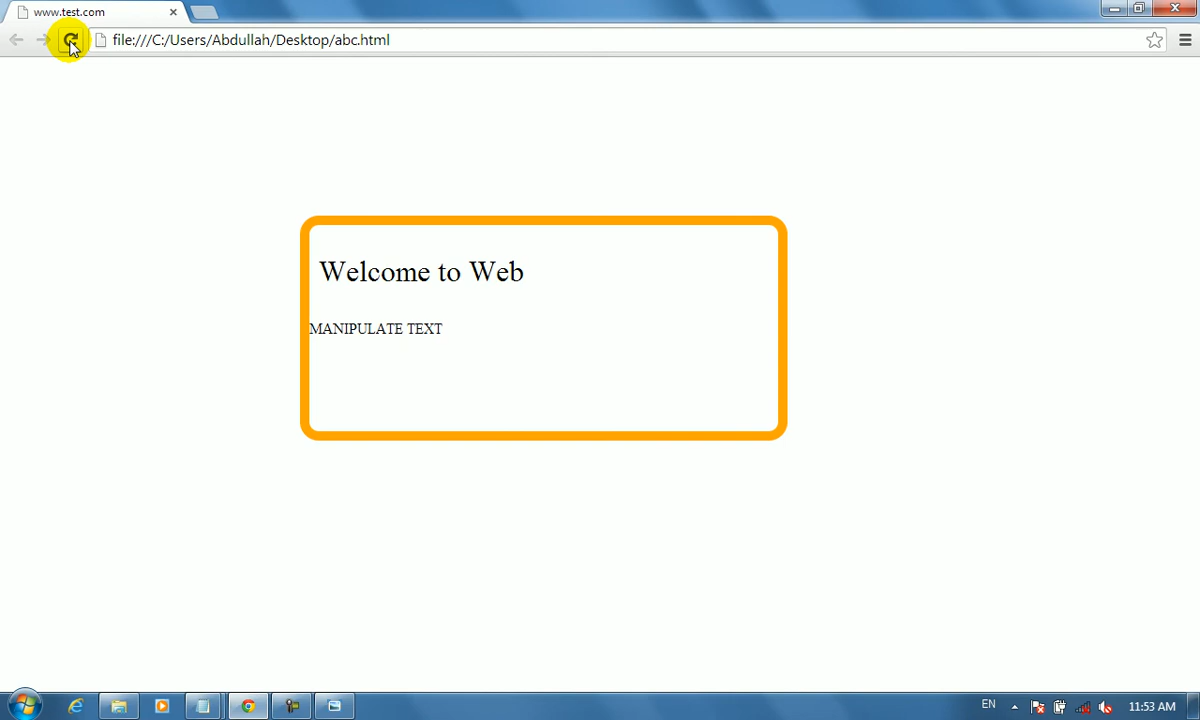 www.test.com
file:///C:/Users/Abdullah/Desktop/abc.html
Welcome to Web
MANIPULATE TEXT
EN
11:53 AM